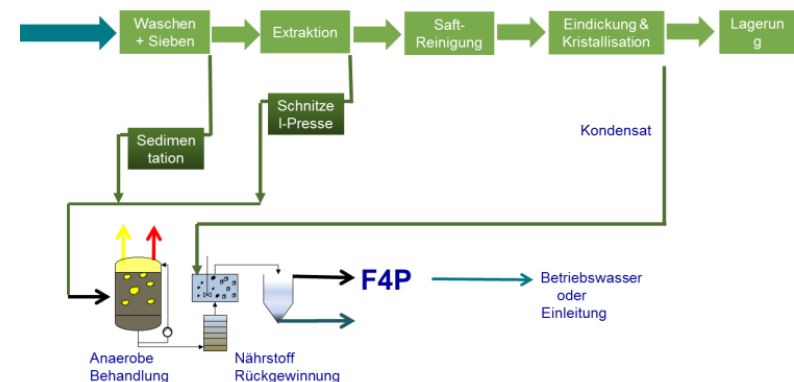 Waschen
+ Sieben
Extraktion
Saft-
Reinigung
Eindickung &
Kristallisation
Lagerun
g
Schnitze
l-Presse
Sedimen
tation
Kondensat
F4P
Betriebswasser
oder
Einleitung
Anaerobe
Behandlung
Nährstoff
Rückgewinnung